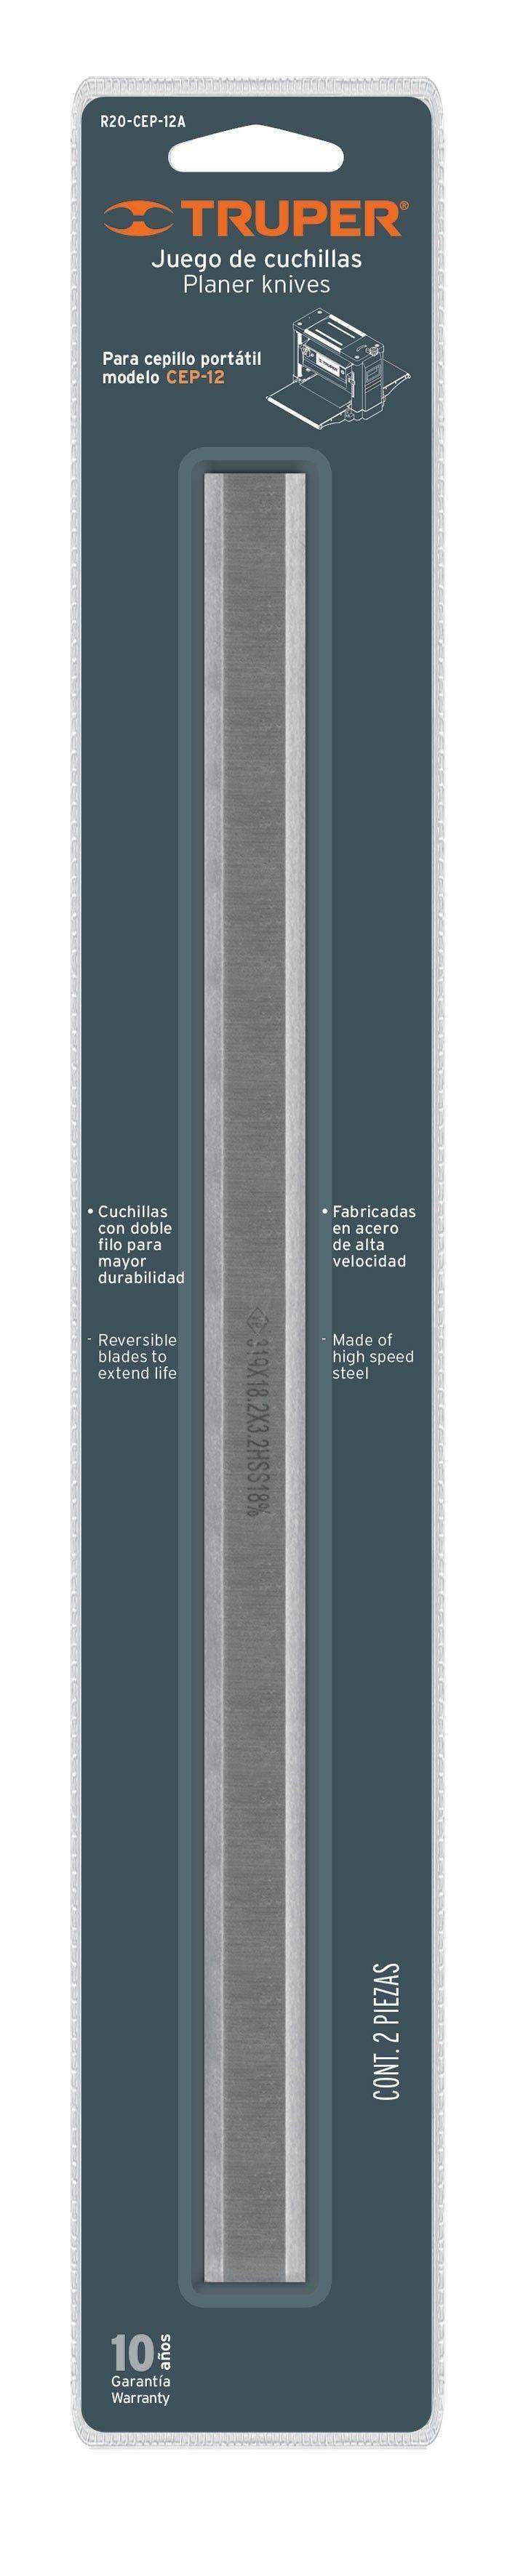 R20-CEP-12A
TRUPER®
Juego de cuchillas
Planer knives
Para cepillo portátil
modelo CEP-12
• Cuchillas
con doble
filo para
mayor
durabilidad
- Reversible
blades to
extend life
• Fabricadas
en acero
de alta
velocidad
- Made of
high speed
steel
319X18.2X3.2HSS18%
CONT. 2 PIEZAS
10 años
Garantía
Warranty